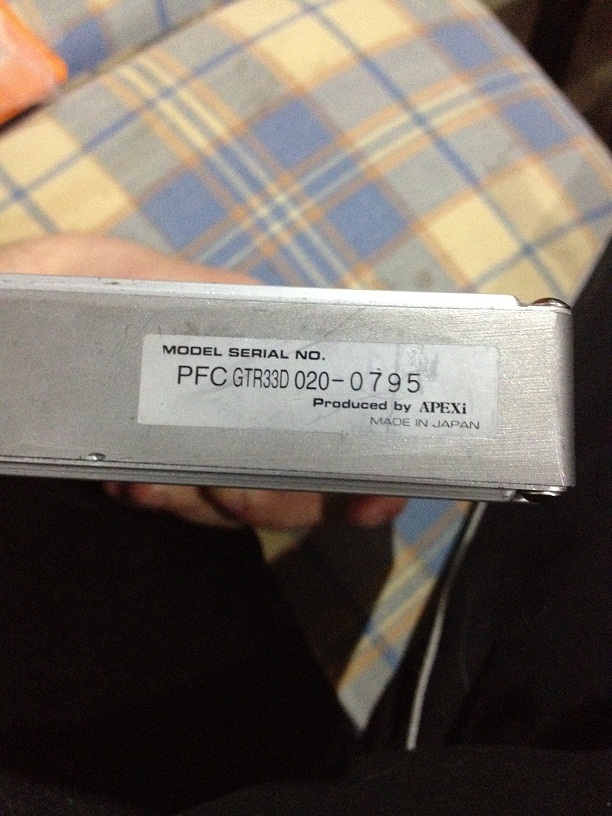 MODEL SERIAL NO.
PFC GTR33D 020-0795
Produced by APEXi
MADE IN JAPAN